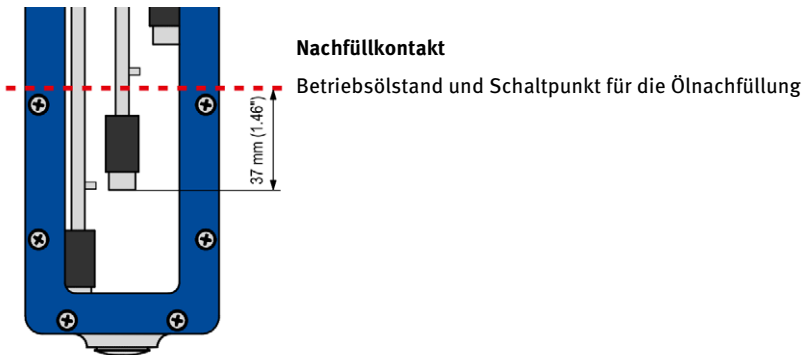 Nachfüllkontakt
Betriebsölstand und Schaltpunkt für die Ölnachfüllung
37 mm (1.46")